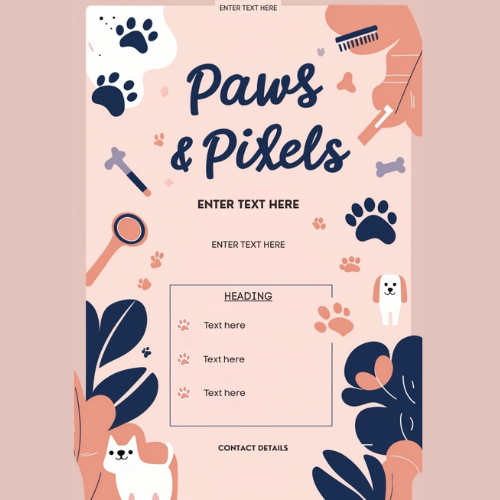 ENTER TEXT HERE
Paws
& Pixels
ENTER TEXT HERE
ENTER TEXT HERE
HEADING
Text here
Text here
Text here
CONTACT DETAILS